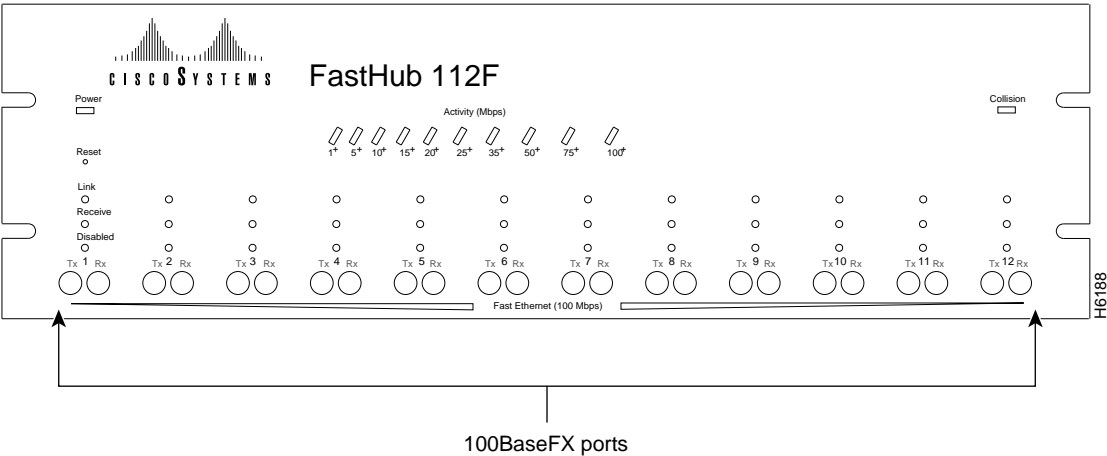 CISCO SYSTEMS
FastHub 112F
Power
Collision
Activity (Mbps)
1+ 5+ 10+ 15+ 20+ 25+ 35+ 50+ 75+ 100+
Reset
Link
Receive
Disabled
Tx 1 Rx Tx 2 Rx Tx 3 Rx Tx 4 Rx Tx 5 Rx Tx 6 Rx Tx 7 Rx Tx 8 Rx Tx 9 Rx Tx 10 Rx Tx 11 Rx Tx 12 Rx
Fast Ethernet (100 Mbps)
H6188
100BaseFX ports